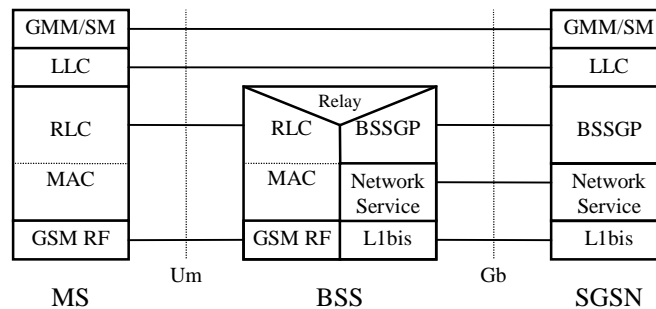 GMM/SM
GMM/SM
LLC
LLC
Relay
RLC
RLC
BSSGP
BSSGP
MAC
MAC
Network
Service
Network
Service
GSM RF
GSM RF
L1bis
L1bis
Um
Gb
MS
BSS
SGSN